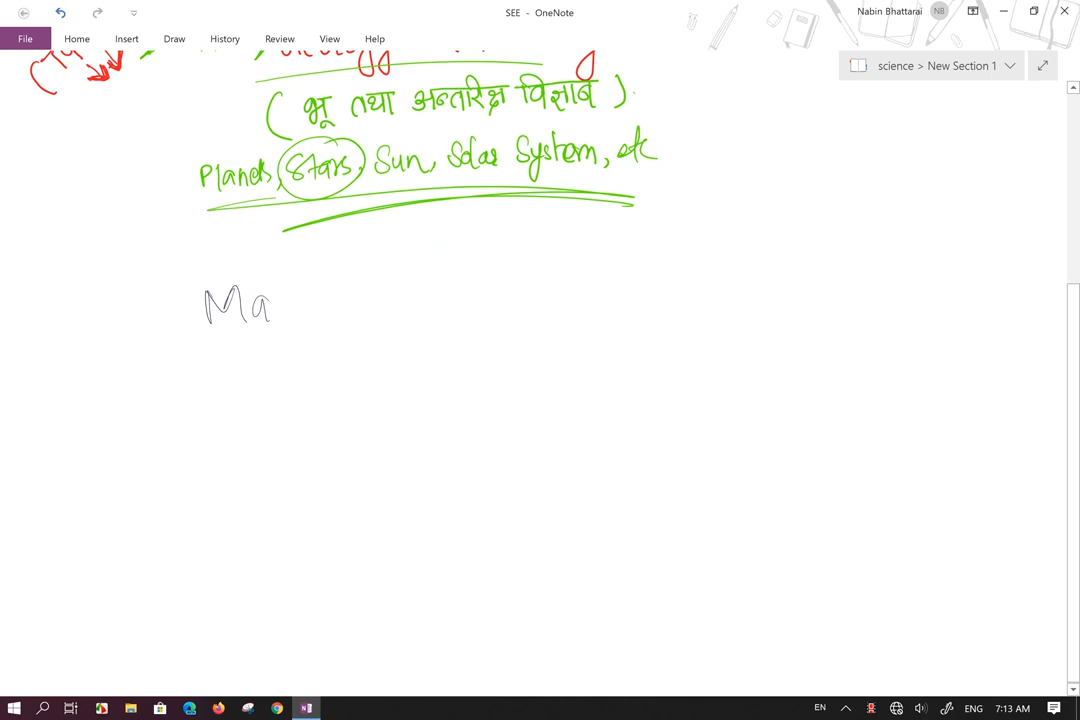 SEE - OneNote
Nabin Bhattarai NB
File Home Insert Draw History Review View Help
science > New Section 1
( भू तथा अन्तरिक्ष विज्ञान ).
Planets, Stars, Sun, Solar System, etc
Ma
EN ENG 7:13 AM